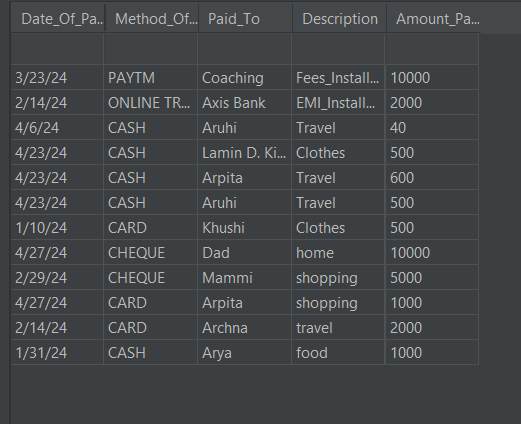 Date_Of_Pa... Method_Of... Paid_To Description Amount_Pa...
3/23/24 PAYTM Coaching Fees_Install... 10000
2/14/24 ONLINE TR... Axis Bank EMI_Install... 2000
4/6/24 CASH Aruhi Travel 40
4/23/24 CASH Lamin D. Ki... Clothes 500
4/23/24 CASH Arpita Travel 600
4/23/24 CASH Aruhi Travel 500
1/10/24 CARD Khushi Clothes 500
4/27/24 CHEQUE Dad home 10000
2/29/24 CHEQUE Mammi shopping 5000
4/27/24 CARD Arpita shopping 1000
2/14/24 CARD Archna travel 2000
1/31/24 CASH Arya food 1000